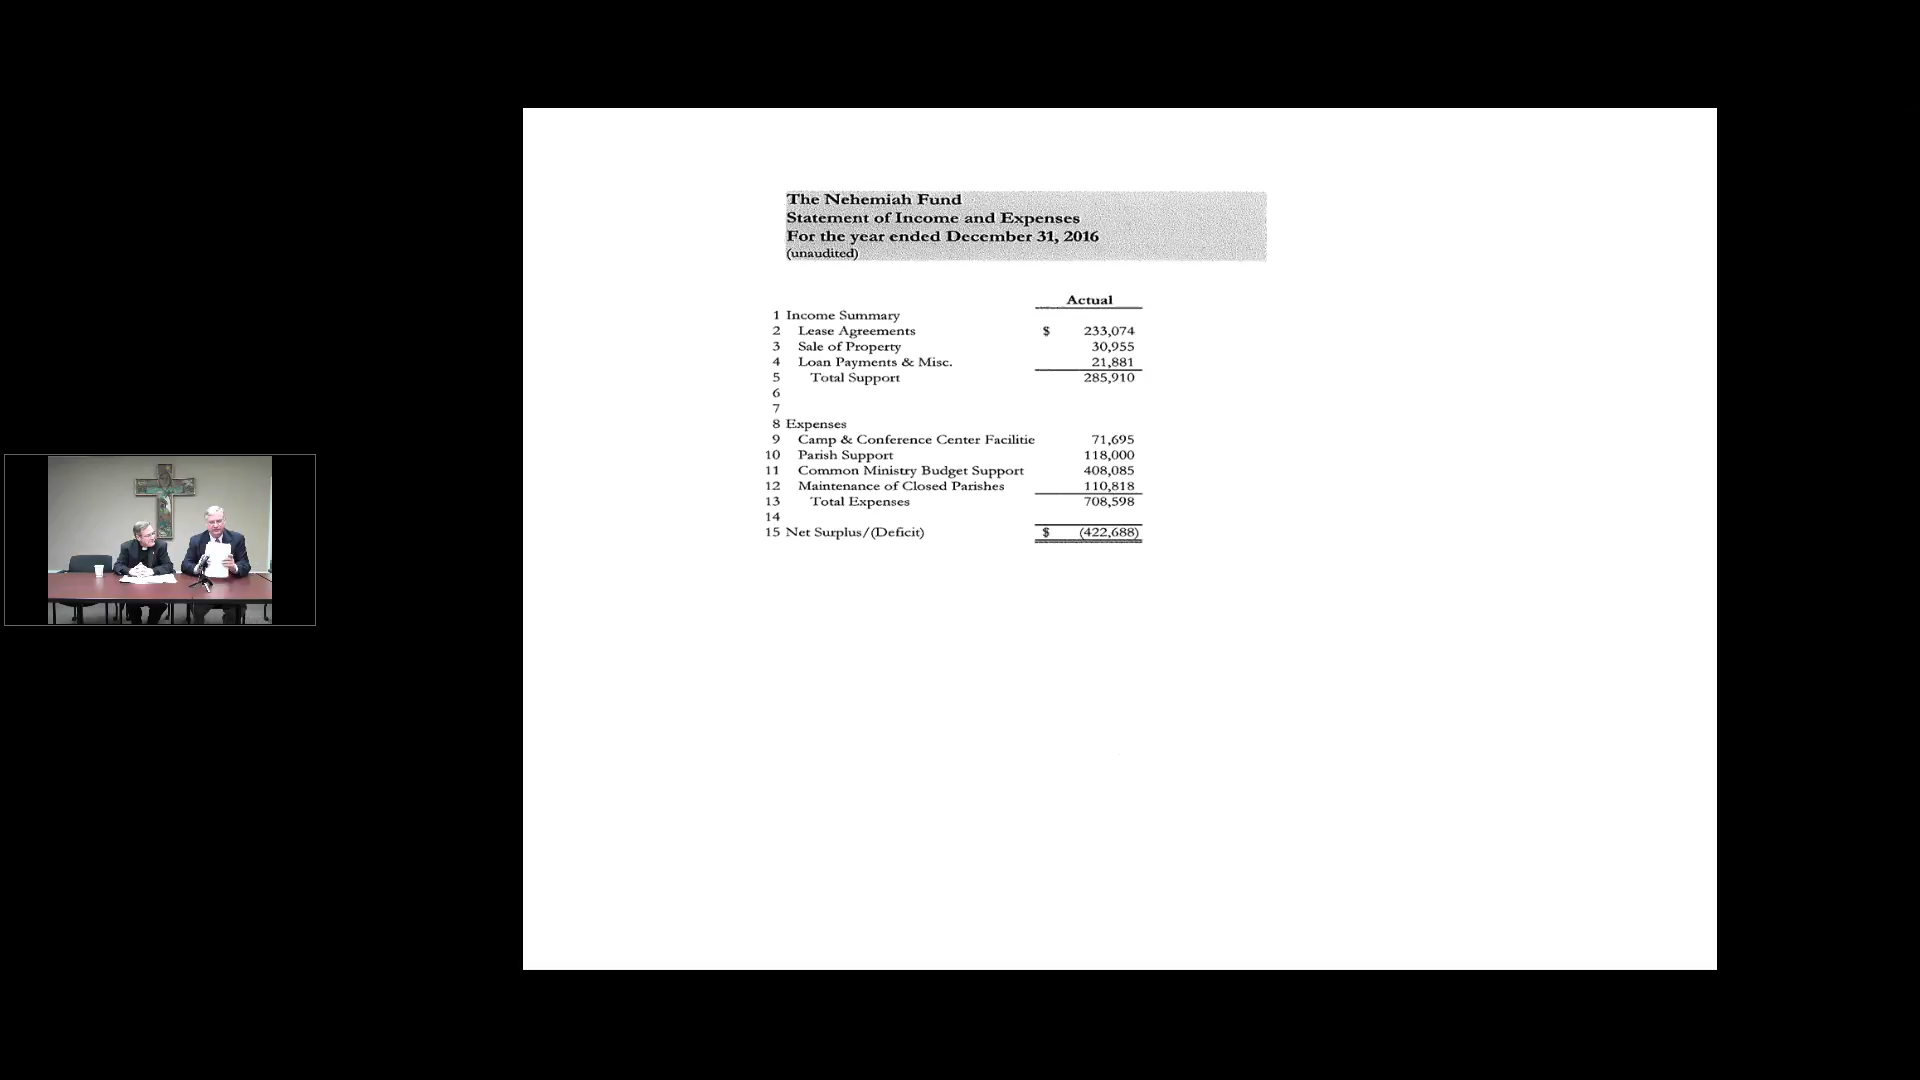 The Nehemiah Fund
Statement of Income and Expenses
For the year ended December 31, 2016
(unaudited)
Actual
1 Income Summary
2 Lease Agreements $ 233,074
3 Sale of Property 30,955
4 Loan Payments & Misc. 21,881
5 Total Support 285,910
6
7
8 Expenses
9 Camp & Conference Center Facilitie 71,695
10 Parish Support 118,000
11 Common Ministry Budget Support 408,085
12 Maintenance of Closed Parishes 110,818
13 Total Expenses 708,598
14
15 Net Surplus/(Deficit) $ (422,688)